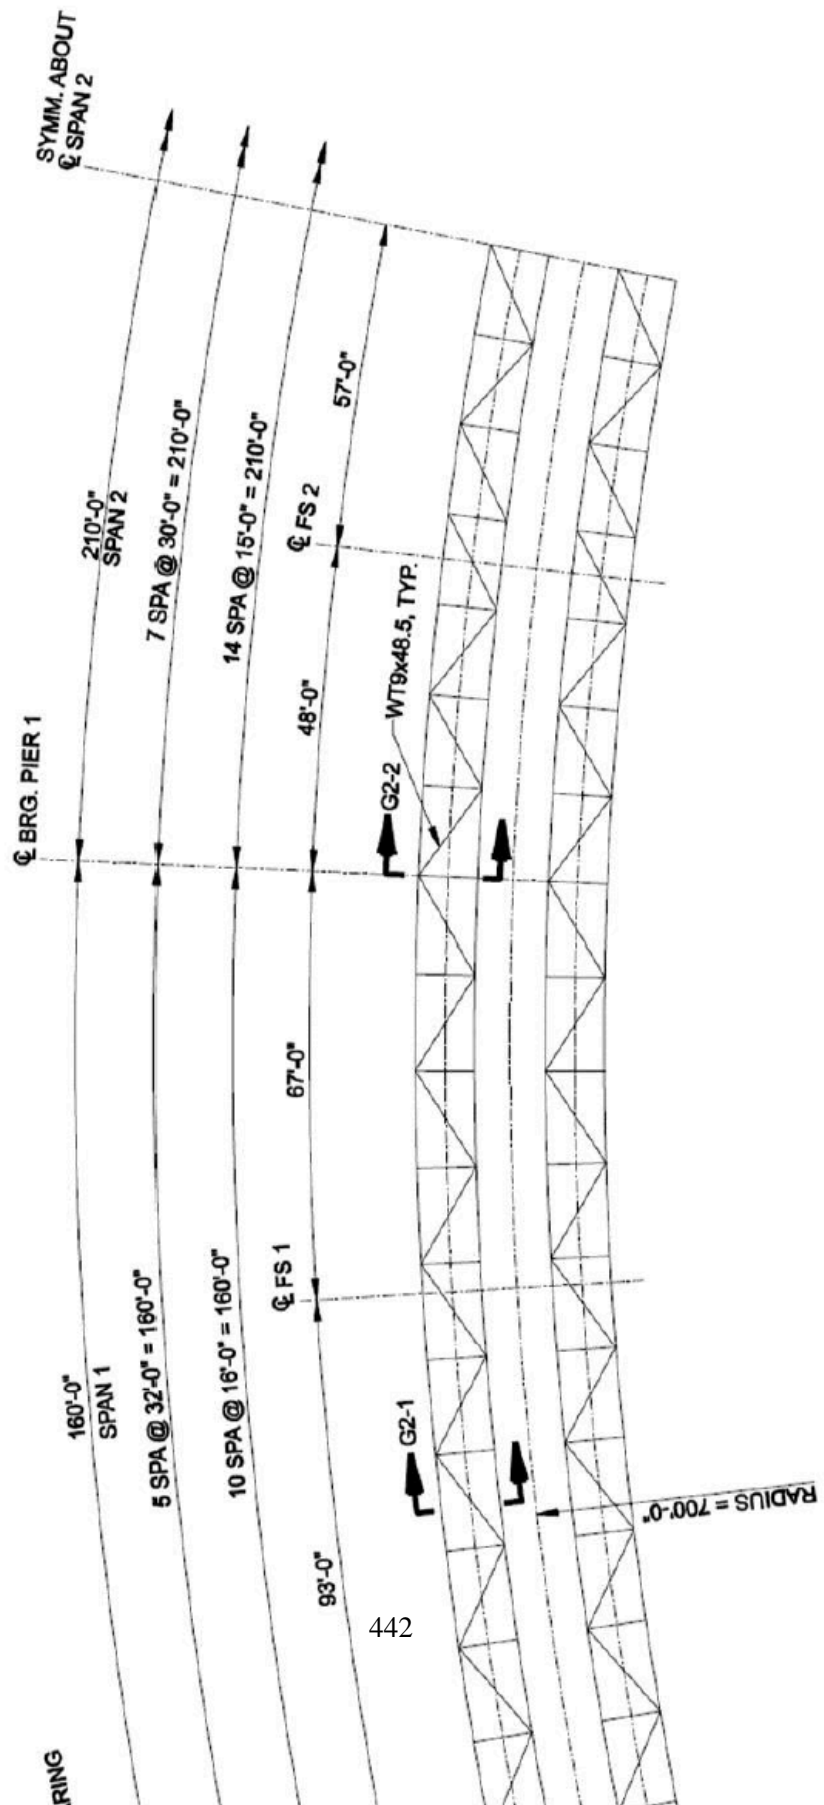 SYMM. ABOUT
℄ SPAN 2
57'-0"
210'-0"
SPAN 2
7 SPA @ 30'-0" = 210'-0"
14 SPA @ 15'-0" = 210'-0"
℄ FS 2
48'-0"
WT9x48.5, TYP.
℄ BRG. PIER 1
G2-2
67'-0"
℄ FS 1
160'-0"
SPAN 1
5 SPA @ 32'-0" = 160'-0"
10 SPA @ 16'-0" = 160'-0"
G2-1
RADIUS = 700'-0"
93'-0"
442
RING